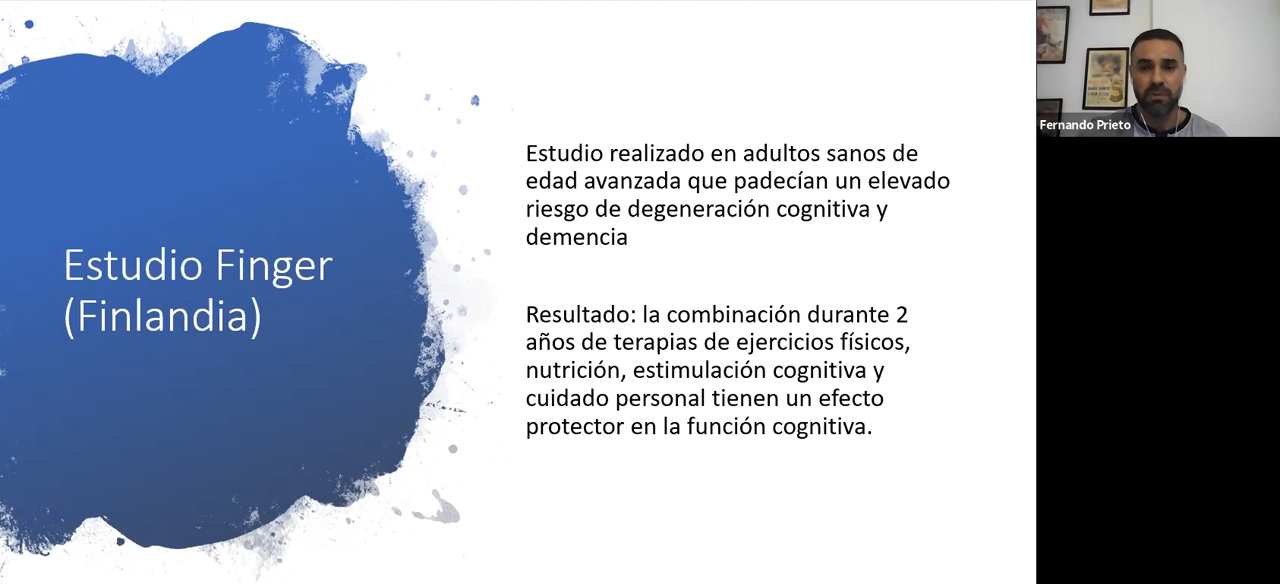 Estudio Finger
(Finlandia)
Estudio realizado en adultos sanos de
edad avanzada que padecían un elevado
riesgo de degeneración cognitiva y
demencia
Resultado: la combinación durante 2
años de terapias de ejercicios físicos,
nutrición, estimulación cognitiva y
cuidado personal tienen un efecto
protector en la función cognitiva.
Fernando Prieto